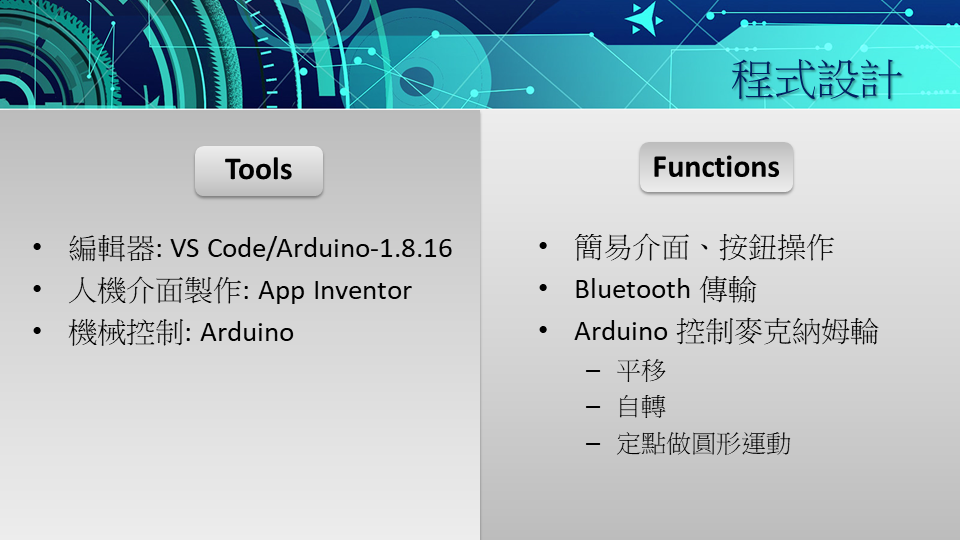 程式設計
Tools
• 編輯器: VS Code/Arduino-1.8.16
• 人機介面製作: App Inventor
• 機械控制: Arduino
Functions
• 簡易介面、按鈕操作
• Bluetooth 傳輸
• Arduino 控制麥克納姆輪
– 平移
– 自轉
– 定點做圓形運動